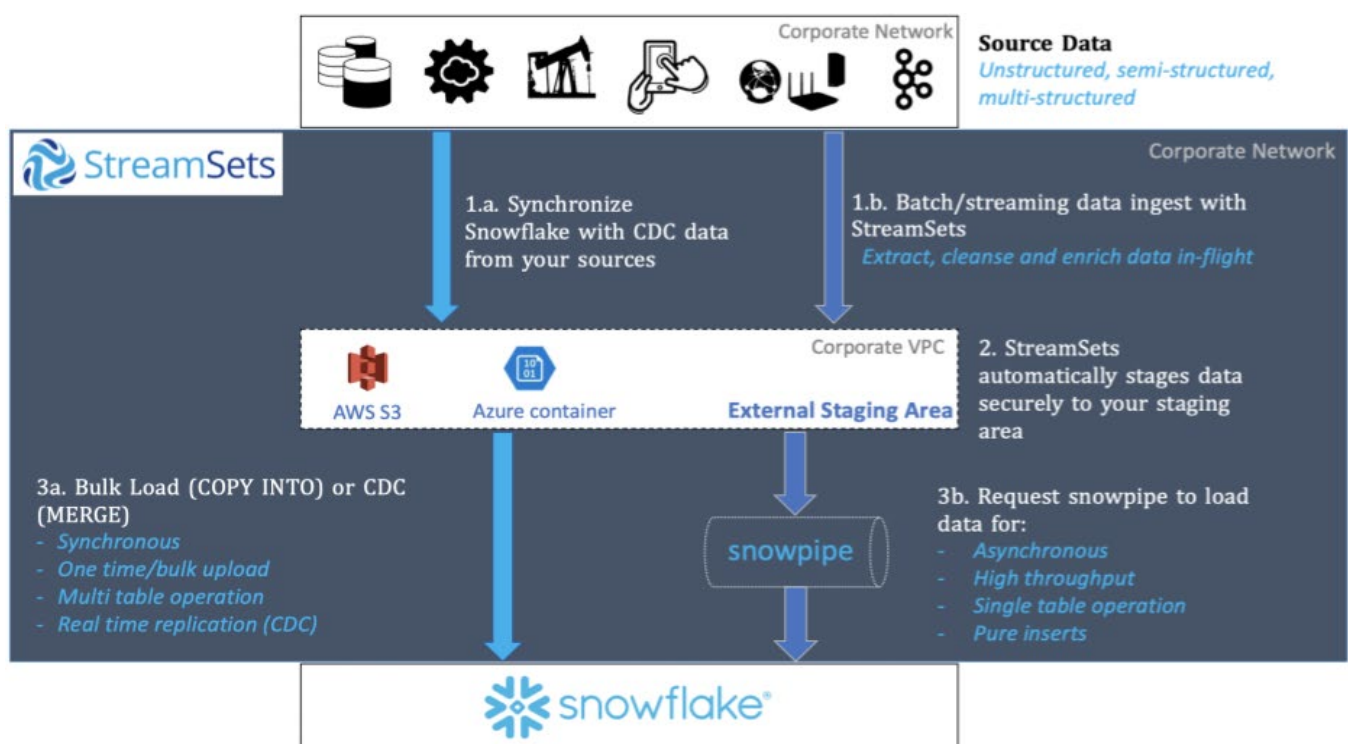 Corporate Network
Source Data
Unstructured, semi-structured,
multi-structured
StreamSets
Corporate Network
1.a. Synchronize
Snowflake with CDC data
from your sources
1.b. Batch/streaming data ingest with
StreamSets
Extract, cleanse and enrich data in-flight
Corporate VPC
10
01
AWS S3
Azure container
External Staging Area
2. StreamSets
automatically stages data
securely to your staging
area
3a. Bulk Load (COPY INTO) or CDC
(MERGE)
- Synchronous
- One time/bulk upload
- Multi table operation
- Real time replication (CDC)
snowpipe
3b. Request snowpipe to load
data for:
- Asynchronous
- High throughput
- Single table operation
- Pure inserts
snowflake®